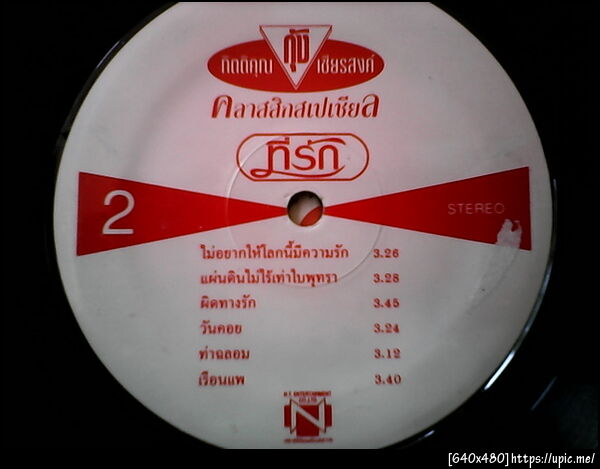 กุ้ง
กิตติคุณ เชียรสงค์
คลาสสิกสเปเชียล
ที่รัก
2 STEREO
ไม่อยากให้โลกนี้มีความรัก 3.26
แผ่นดินไม่ไร้เท่าใบพุทรา 3.28
ผิดทางรัก 3.45
วันคอย 3.24
ท่าฉลอม 3.12
เรือนแพ 3.40
N.T. ENTERTAINMENT
CO.,LTD.
N
[640x480]https://upic.me/